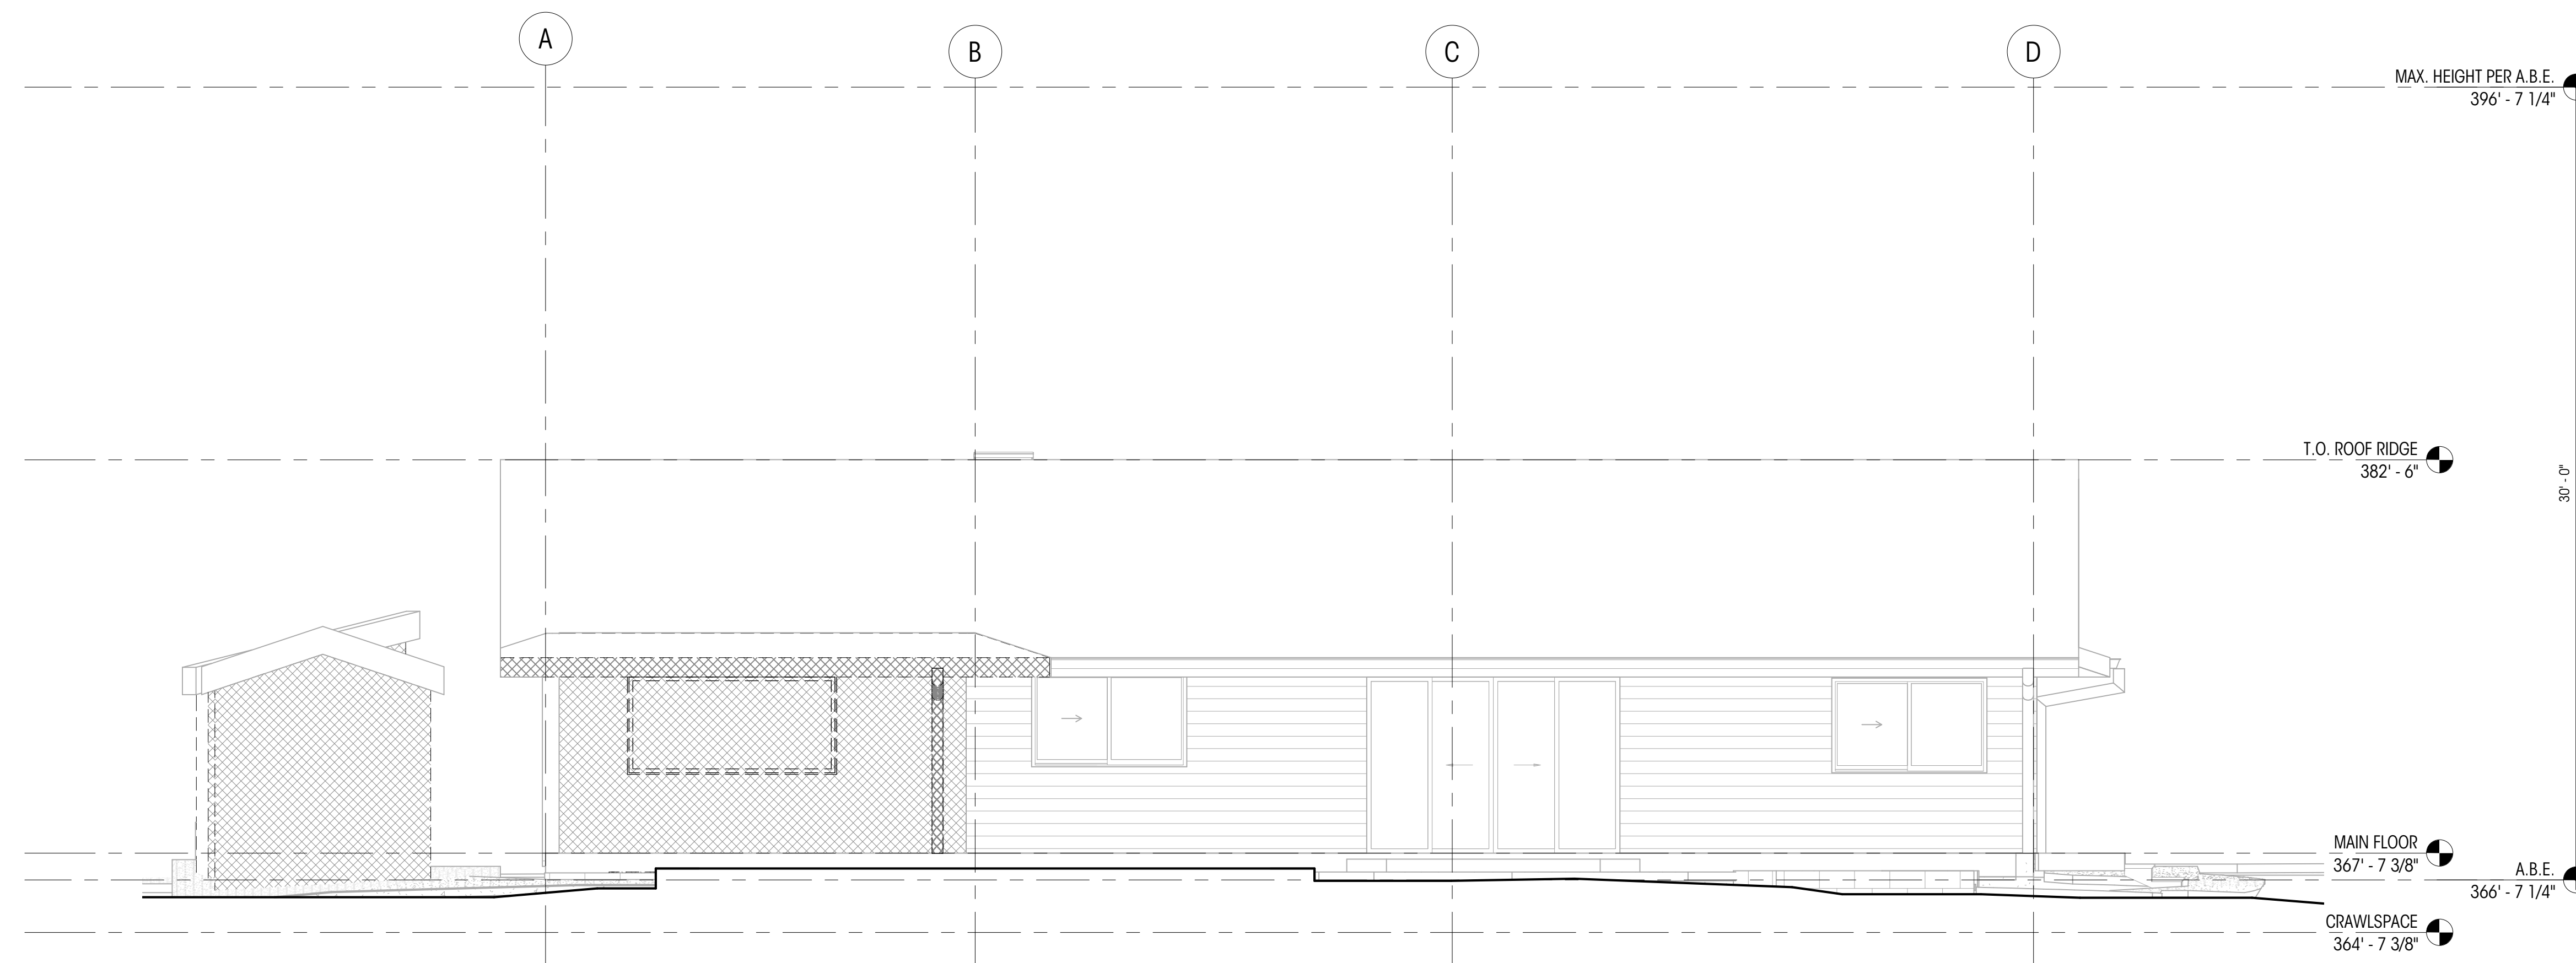 A
B
C
D
MAX. HEIGHT PER A.B.E.
396' - 7 1/4"
T.O. ROOF RIDGE
382' - 6"
30' - 0"
MAIN FLOOR
367' - 7 3/8"
A.B.E.
366' - 7 1/4"
CRAWLSPACE
364' - 7 3/8"